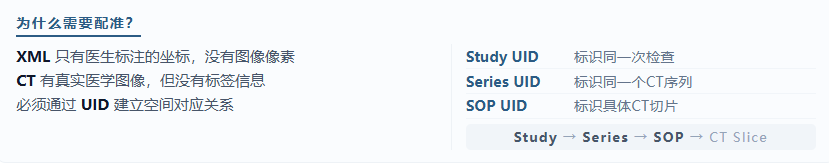 为什么需要配准？
XML 只有医生标注的坐标，没有图像像素
CT 有真实医学图像，但没有标签信息
必须通过 UID 建立空间对应关系
Study UID 标识同一次检查
Series UID 标识同一个CT序列
SOP UID 标识具体CT切片
Study → Series → SOP → CT Slice